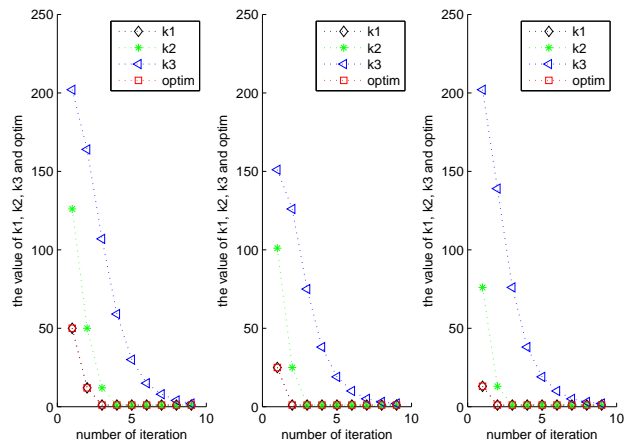 250
200
150
100
50
0
0
5
10
number of iteration
the value of k1, k2, k3 and optim
k1
k2
k3
optim
250
200
150
100
50
0
0
5
10
number of iteration
the value of k1, k2, k3 and optim
k1
k2
k3
optim
250
200
150
100
50
0
0
5
10
number of iteration
the value of k1, k2, k3 and optim
k1
k2
k3
optim